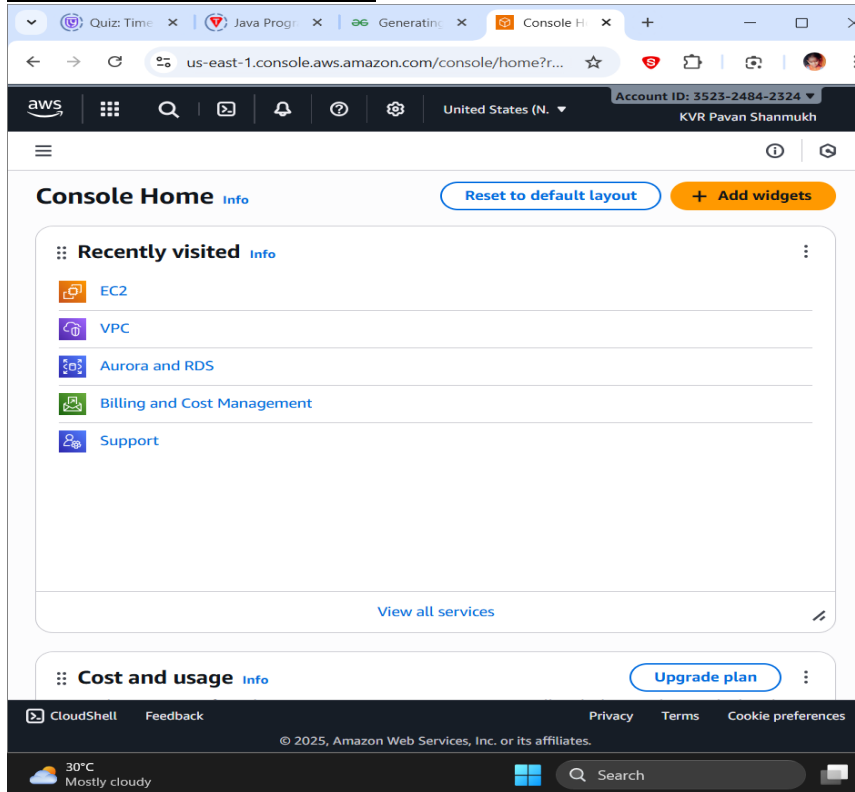 Quiz: Time
Java Progr
Generating
Console H
us-east-1.console.aws.amazon.com/console/home?r...
aws
United States (N.
Account ID: 3523-2484-2324
KVR Pavan Shanmukh
Console Home Info
Reset to default layout
+ Add widgets
Recently visited Info
EC2
VPC
Aurora and RDS
Billing and Cost Management
Support
View all services
Cost and usage Info
Upgrade plan
CloudShell Feedback Privacy Terms Cookie preferences
© 2025, Amazon Web Services, Inc. or its affiliates.
30°C
Mostly cloudy
Search